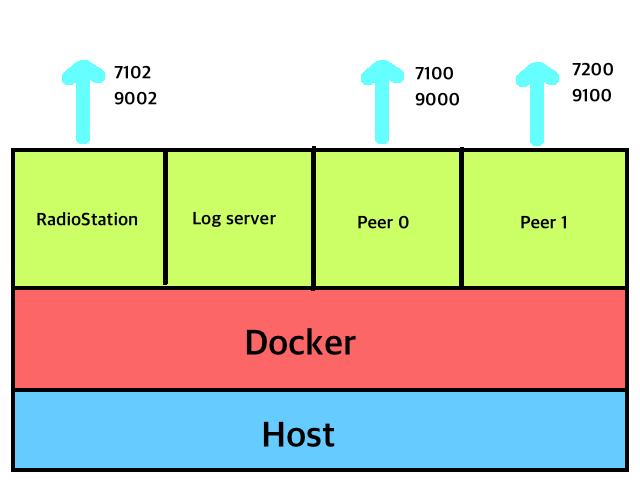 7102
9002
7100
9000
7200
9100
RadioStation
Log server
Peer 0
Peer 1
Docker
Host